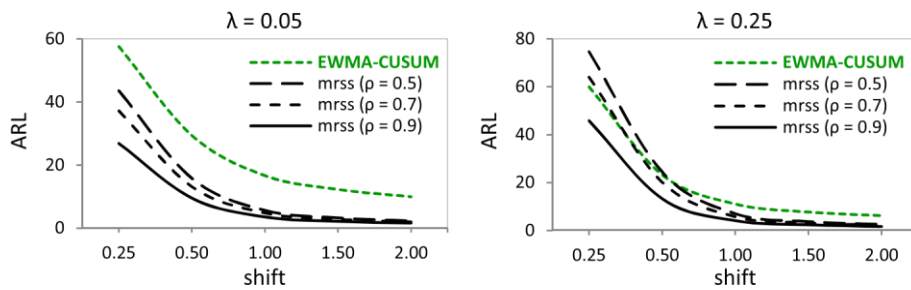 λ = 0.05
60
40
20
0
ARL
EWMA-CUSUM
mrss (ρ = 0.5)
mrss (ρ = 0.7)
mrss (ρ = 0.9)
0.25 0.50 1.00 1.50 2.00
shift
λ = 0.25
80
60
40
20
0
ARL
EWMA-CUSUM
mrss (ρ = 0.5)
mrss (ρ = 0.7)
mrss (ρ = 0.9)
0.25 0.50 1.00 1.50 2.00
shift